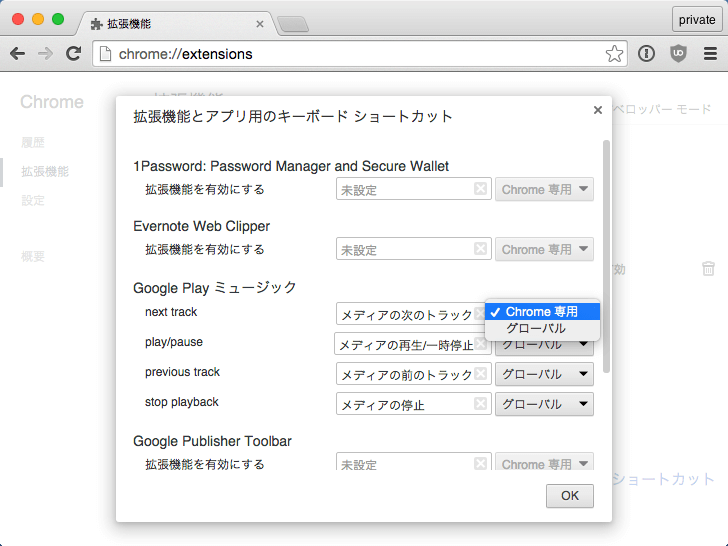 拡張機能
private
chrome://extensions
Chrome
履歴
拡張機能
設定
概要
拡張機能とアプリ用のキーボード ショートカット
ベロッパー モード
1Password: Password Manager and Secure Wallet
拡張機能を有効にする 未設定 Chrome 専用
Evernote Web Clipper
拡張機能を有効にする 未設定 Chrome 専用
Google Play ミュージック
next track メディアの次のトラック Chrome 専用
グローバル
play/pause メディアの再生/一時停止 グローバル
previous track メディアの前のトラック グローバル
stop playback メディアの停止 グローバル
Google Publisher Toolbar
拡張機能を有効にする 未設定 Chrome 専用
ショートカット
OK